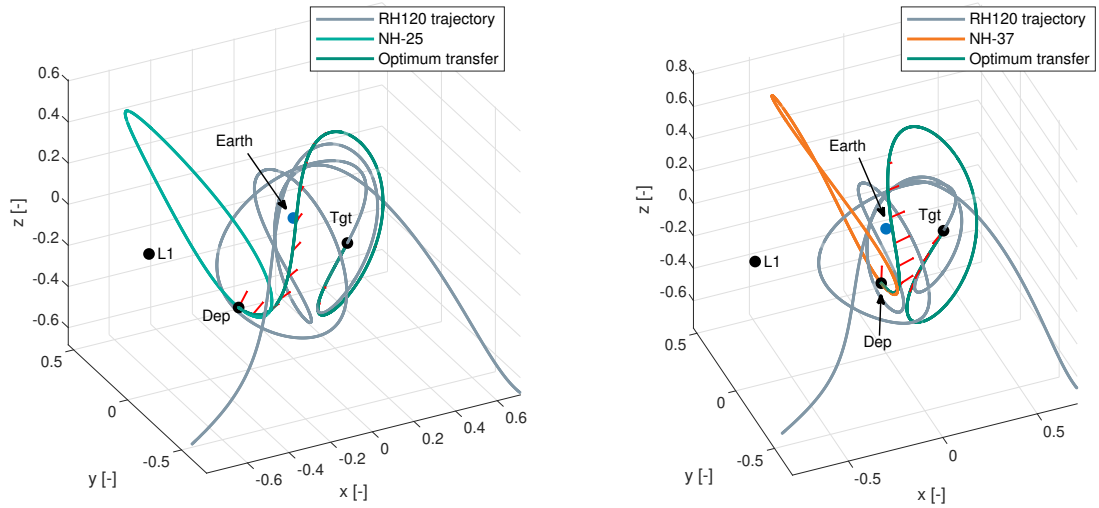 RH120 trajectory
NH-25
Optimum transfer
0.6
0.4
0.2
0
-0.2
-0.4
-0.6
z [-]
Earth
Tgt
L1
Dep
0.5
0
-0.5
y [-]
-0.6
-0.4
-0.2
0
0.2
0.4
0.6
x [-]
RH120 trajectory
NH-37
Optimum transfer
0.8
0.6
0.4
0.2
0
-0.2
-0.4
-0.6
z [-]
Earth
Tgt
L1
Dep
0.5
0
-0.5
y [-]
-0.5
0
0.5
x [-]